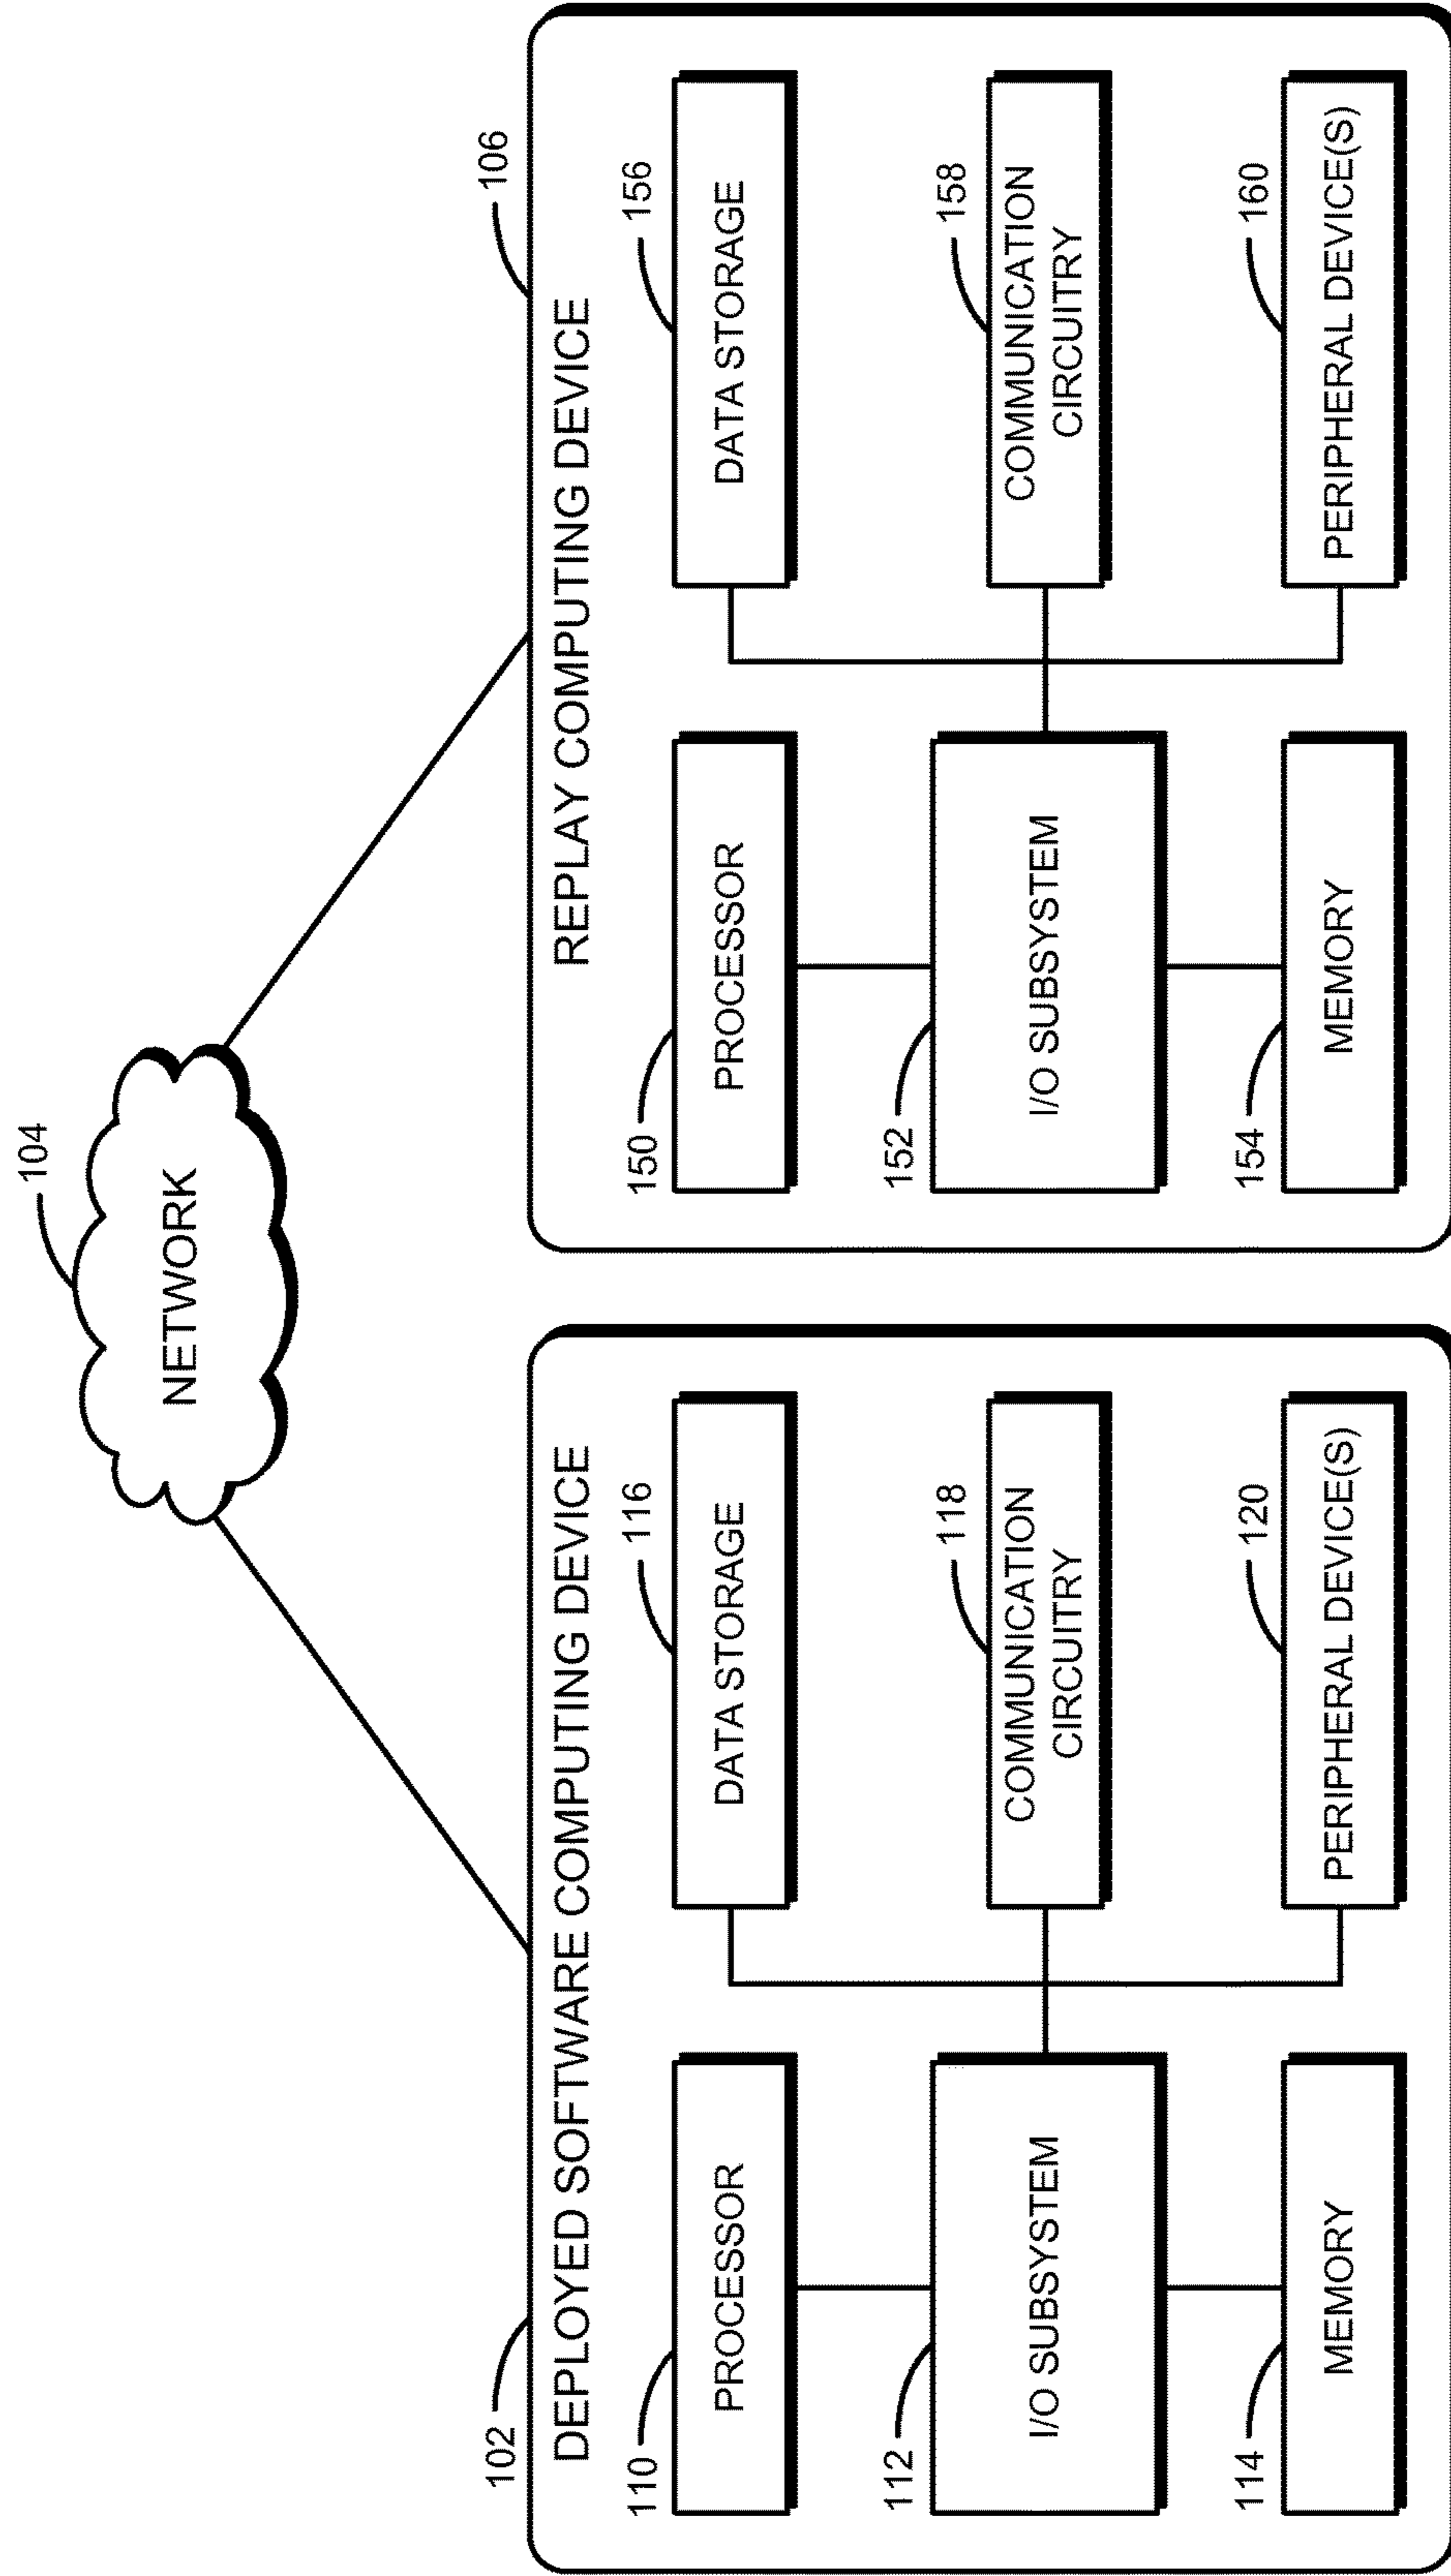 104
NETWORK
102
DEPLOYED SOFTWARE COMPUTING DEVICE
110
PROCESSOR
116
DATA STORAGE
112
I/O SUBSYSTEM
118
COMMUNICATION
CIRCUITRY
114
MEMORY
120
PERIPHERAL DEVICE(S)
106
REPLAY COMPUTING DEVICE
150
PROCESSOR
156
DATA STORAGE
152
I/O SUBSYSTEM
158
COMMUNICATION
CIRCUITRY
154
MEMORY
160
PERIPHERAL DEVICE(S)